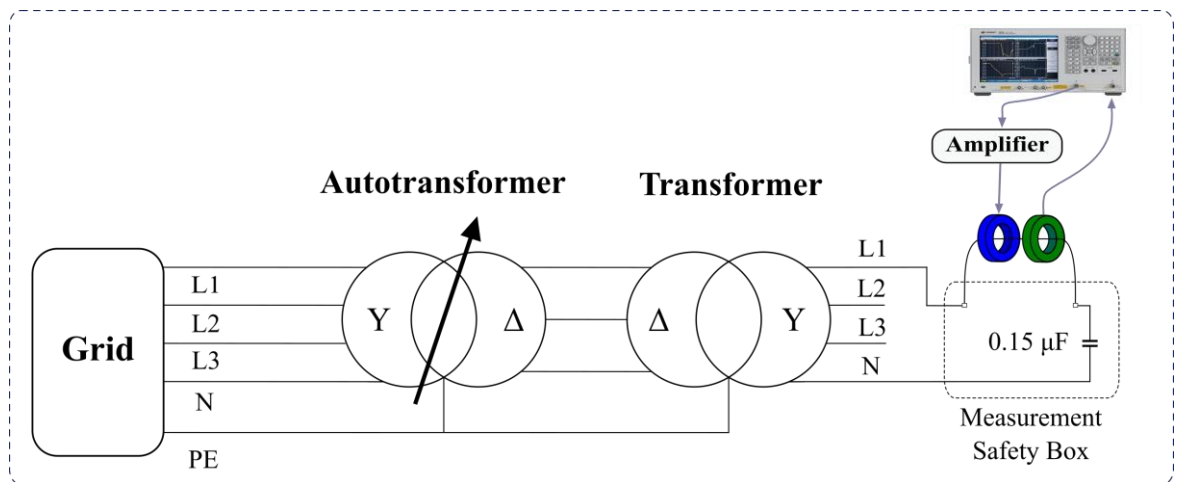 Amplifier
Autotransformer
Transformer
Grid
L1
L2
L3
N
PE
Y
Δ
Δ
Y
L1
L2
L3
N
0.15 μF
Measurement
Safety Box